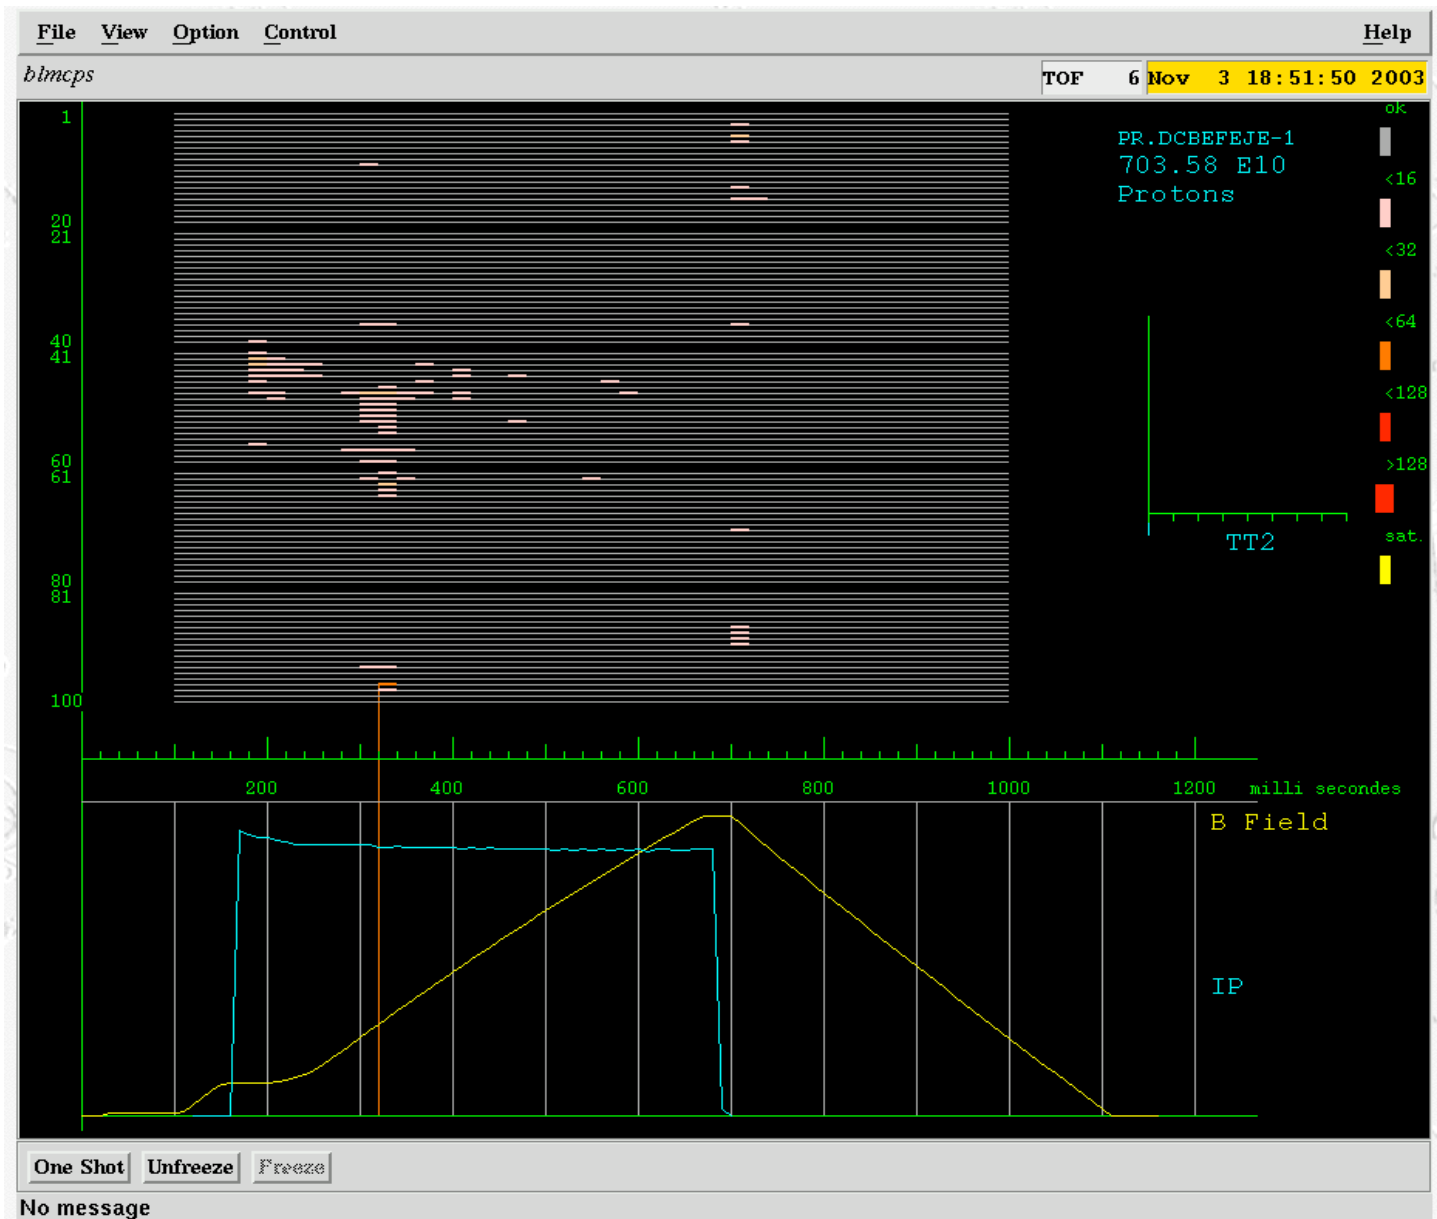 File View Option Control Help
blmcps
TOF 6 Nov 3 18:51:50 2003
ok
1
PR.DCBEFEJE-1
703.58 E10
Protons
<16
20
21
<32
<64
40
41
<128
60
61
>128
TT2
sat.
80
81
100
200 400 600 800 1000 1200 milli secondes
B Field
IP
One Shot Unfreeze Freeze
No message